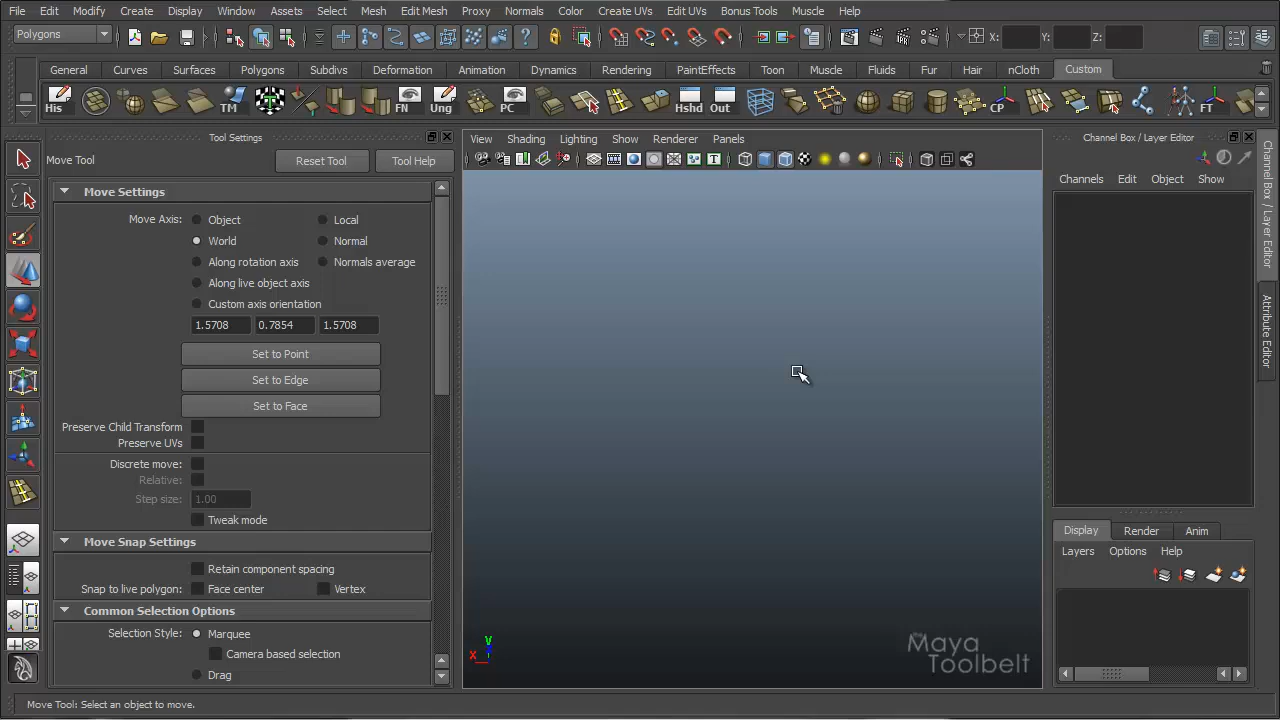 File Edit Modify Create Display Window Assets Select Mesh Edit Mesh Proxy Normals Color Create UVs Edit UVs Bonus Tools Muscle Help
Polygons X: Y: Z:
General Curves Surfaces Polygons Subdivs Deformation Animation Dynamics Rendering PaintEffects Toon Muscle Fluids Fur Hair nCloth Custom
His TM FN Ung PC Hshd Out CP FT
Tool Settings
Move Tool Reset Tool Tool Help
Move Settings
Move Axis: Object Local
World Normal
Along rotation axis Normals average
Along live object axis
Custom axis orientation
1.5708 0.7854 1.5708
Set to Point
Set to Edge
Set to Face
Preserve Child Transform
Preserve UVs
Discrete move:
Relative:
Step size: 1.00
Tweak mode
Move Snap Settings
Retain component spacing
Snap to live polygon: Face center Vertex
Common Selection Options
Selection Style: Marquee
Camera based selection
Drag
View Shading Lighting Show Renderer Panels
Y
X
the
Maya
Toolbelt
Channel Box / Layer Editor
Channels Edit Object Show
Display Render Anim
Layers Options Help
Channel Box / Layer Editor
Attribute Editor
Move Tool: Select an object to move.